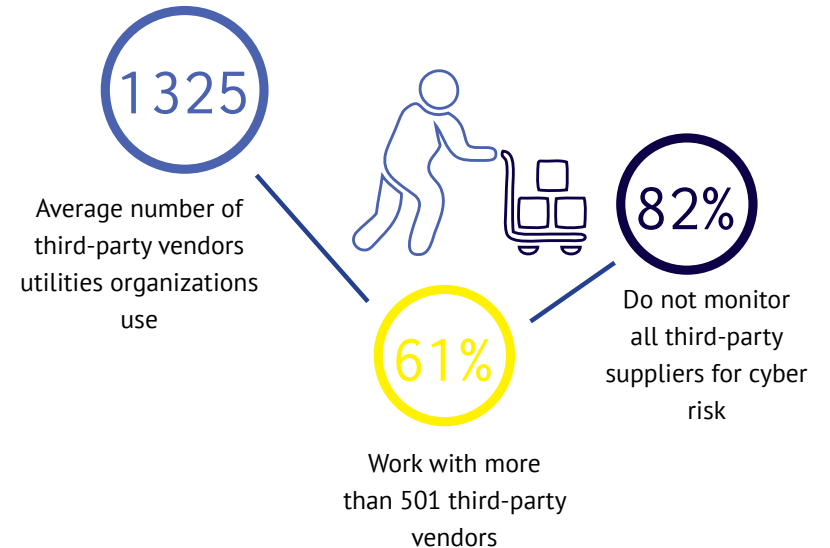 1325
Average number of
third-party vendors
utilities organizations
use
61%
Work with more
than 501 third-party
vendors
82%
Do not monitor
all third-party
suppliers for cyber
risk